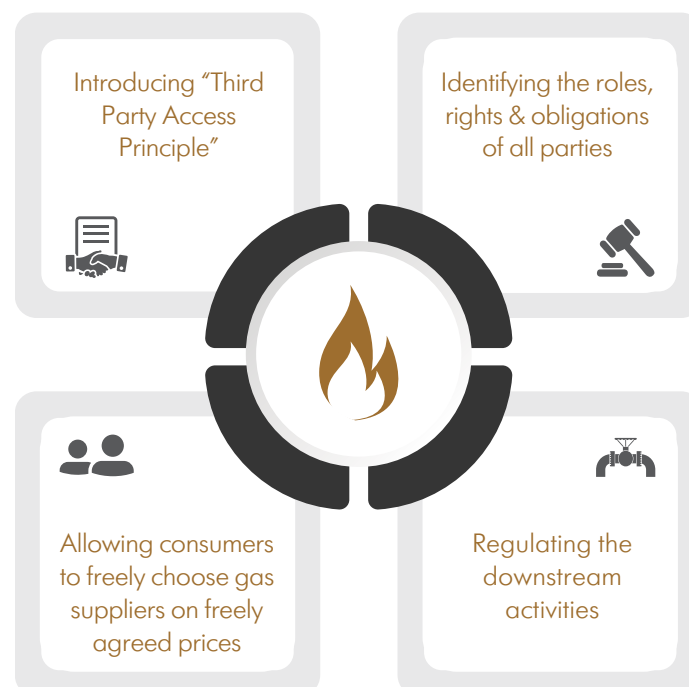 Introducing “Third
Party Access
Principle”
Identifying the roles,
rights & obligations
of all parties
Allowing consumers
to freely choose gas
suppliers on freely
agreed prices
Regulating the
downstream
activities